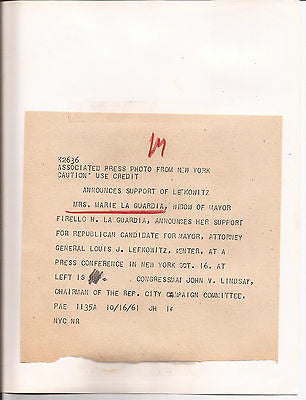 K2636
ASSOCIATED PRESS PHOTO FROM NEW YORK
CAUTION' USE CREDIT
ANNOUNCES SUPPORT OF LEFKOWITZ
MRS. MARIE LA GUARDIA, WIDOW OF MAYOR
FIRELLO H. LA GUARDIA, ANNOUNCES HER SUPPORT
FOR REPUBLICAN CANDIDATE FOR MAYOR, ATTORNEY
GENERAL LOUIS J. LEFKOWITZ, CENTER, AT A
PRESS CONFERENCE IN NEW YORK OCT. 16. AT
LEFT IS CONGRESSMAN JOHN V. LINDSAY,
CHAIRMAN OF THE REP. CITY CAMPAIGN COMMITTEE.
PAE 1135A 10/16/61 JH
NYC NR